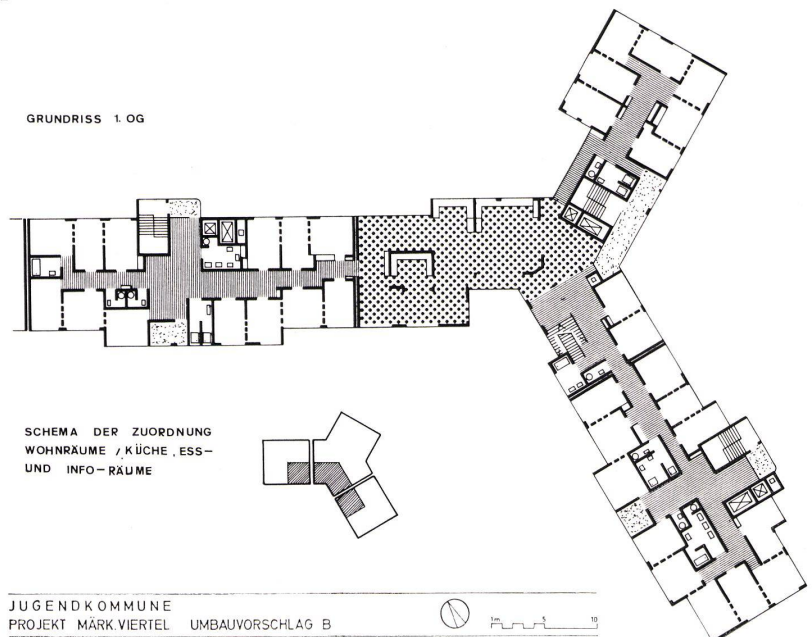 GRUNDRISS 1. OG
SCHEMA DER ZUORDNUNG
WOHNRÄUME / KÜCHE, ESS-
UND INFO-RÄUME
JUGENDKOMMUNE
PROJEKT MÄRK.VIERTEL UMBAUVORSCHLAG B
1m 5 10